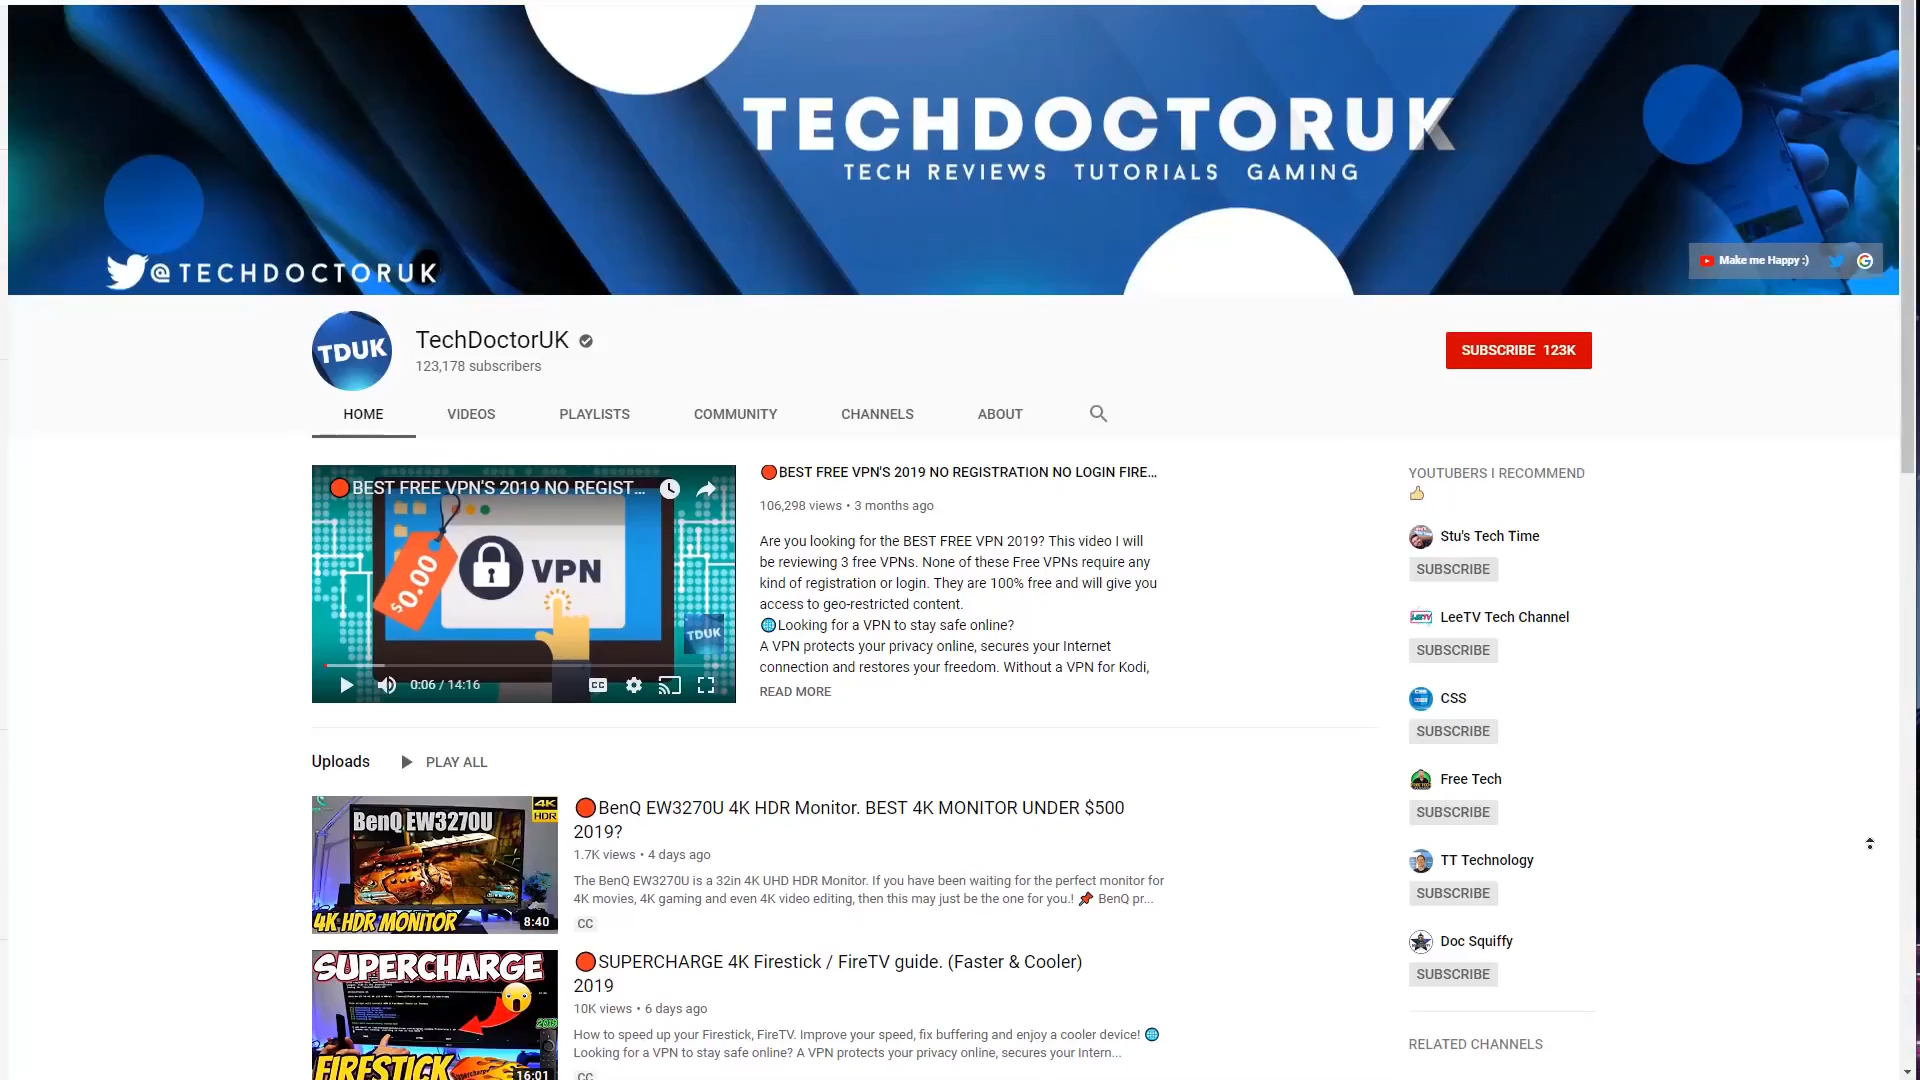 TECHDOCTORUK
TECH REVIEWS TUTORIALS GAMING
@TECHDOCTORUK
Make me Happy :)
TDUK
TechDoctorUK
123,178 subscribers
SUBSCRIBE 123K
HOME VIDEOS PLAYLISTS COMMUNITY CHANNELS ABOUT
🔴BEST FREE VPN'S 2019 NO REGIST...
$0.00
VPN
TDUK
0:06 / 14:16
CC
🔴BEST FREE VPN'S 2019 NO REGISTRATION NO LOGIN FIRE...
106,298 views • 3 months ago
Are you looking for the BEST FREE VPN 2019? This video I will
be reviewing 3 free VPNs. None of these Free VPNs require any
kind of registration or login. They are 100% free and will give you
access to geo-restricted content.
🌐Looking for a VPN to stay safe online?
A VPN protects your privacy online, secures your Internet
connection and restores your freedom. Without a VPN for Kodi,
READ MORE
YOUTUBERS I RECOMMEND
👍
Stu's Tech Time
SUBSCRIBE
LeeTV Tech Channel
SUBSCRIBE
CSS
SUBSCRIBE
Free Tech
SUBSCRIBE
TT Technology
SUBSCRIBE
Doc Squiffy
SUBSCRIBE
RELATED CHANNELS
Uploads PLAY ALL
BenQ EW3270U
4K
HDR
4K HDR MONITOR
8:40
🔴BenQ EW3270U 4K HDR Monitor. BEST 4K MONITOR UNDER $500
2019?
1.7K views • 4 days ago
The BenQ EW3270U is a 32in 4K UHD HDR Monitor. If you have been waiting for the perfect monitor for
4K movies, 4K gaming and even 4K video editing, then this may just be the one for you.! 📌 BenQ pr...
CC
SUPERCHARGE
2019
FIRESTICK
16:01
🔴SUPERCHARGE 4K Firestick / FireTV guide. (Faster & Cooler)
2019
10K views • 6 days ago
How to speed up your Firestick, FireTV. Improve your speed, fix buffering and enjoy a cooler device! 🌐
Looking for a VPN to stay safe online? A VPN protects your privacy online, secures your Intern...
CC